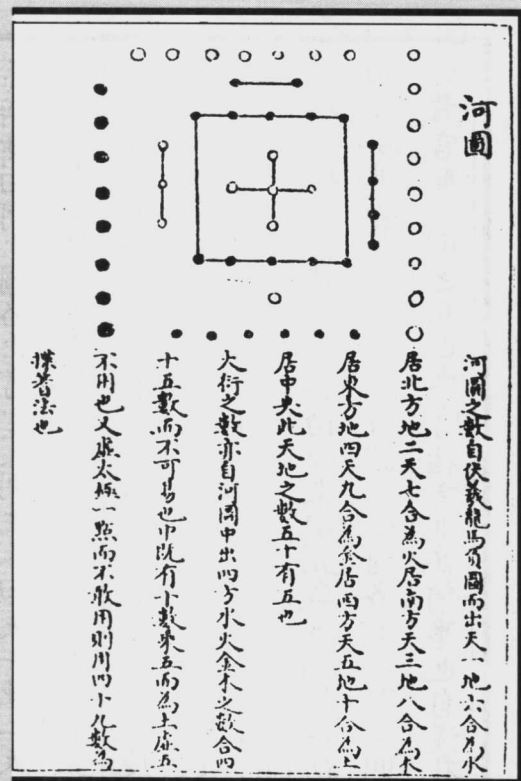 河圖
河圖之數自伏羲龍馬負圖而出天一地六合為水
居北方地二天七合為火居南方天三地八合為木
居東方地四天九合為金居西方天五地十合為土
居中央此天地之數五十有五也
大衍之數亦自河圖中出四方水火金木之數合四
十五數而不可易也中既有十數乘五而為土虛五
不用也又虛太極一點而不敢用則用四十九數為
揲蓍法也